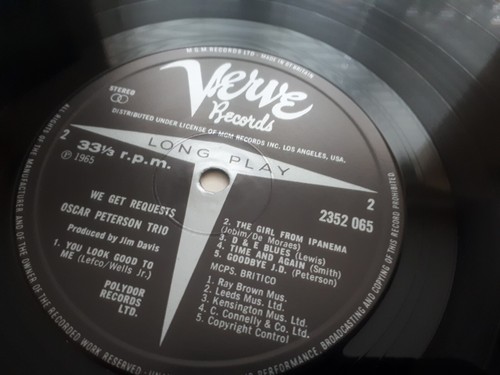 M.G.M. RECORDS LTD · MADE IN GT. BRITAIN
Verve
Records
STEREO
DISTRIBUTED UNDER LICENSE OF MGM RECORDS INC. LOS ANGELES, USA.
LONG PLAY
2
33⅓ r.p.m.
℗ 1965
2
2352 065
WE GET REQUESTS
OSCAR PETERSON TRIO
Produced by Jim Davis
1. YOU LOOK GOOD TO
ME (Lefco/Wells Jr.)
POLYDOR
RECORDS
LTD.
2. THE GIRL FROM IPANEMA
(Jobim/De Moraes)
3. D & E BLUES (Lewis)
4. TIME AND AGAIN (Smith)
5. GOODBYE J.D. (Peterson)
MCPS. BRITICO
1. Ray Brown Mus.
2. Leeds Mus. Ltd.
3. Kensington Mus. Ltd.
4. C. Connelly & Co. Ltd.
5. Copyright Control
ALL RIGHTS OF THE MANUFACTURER AND OF THE OWNER OF THE RECORDED WORK RESERVED - PERFORMANCE, BROADCASTING AND COPYING OF THIS RECORD PROHIBITED